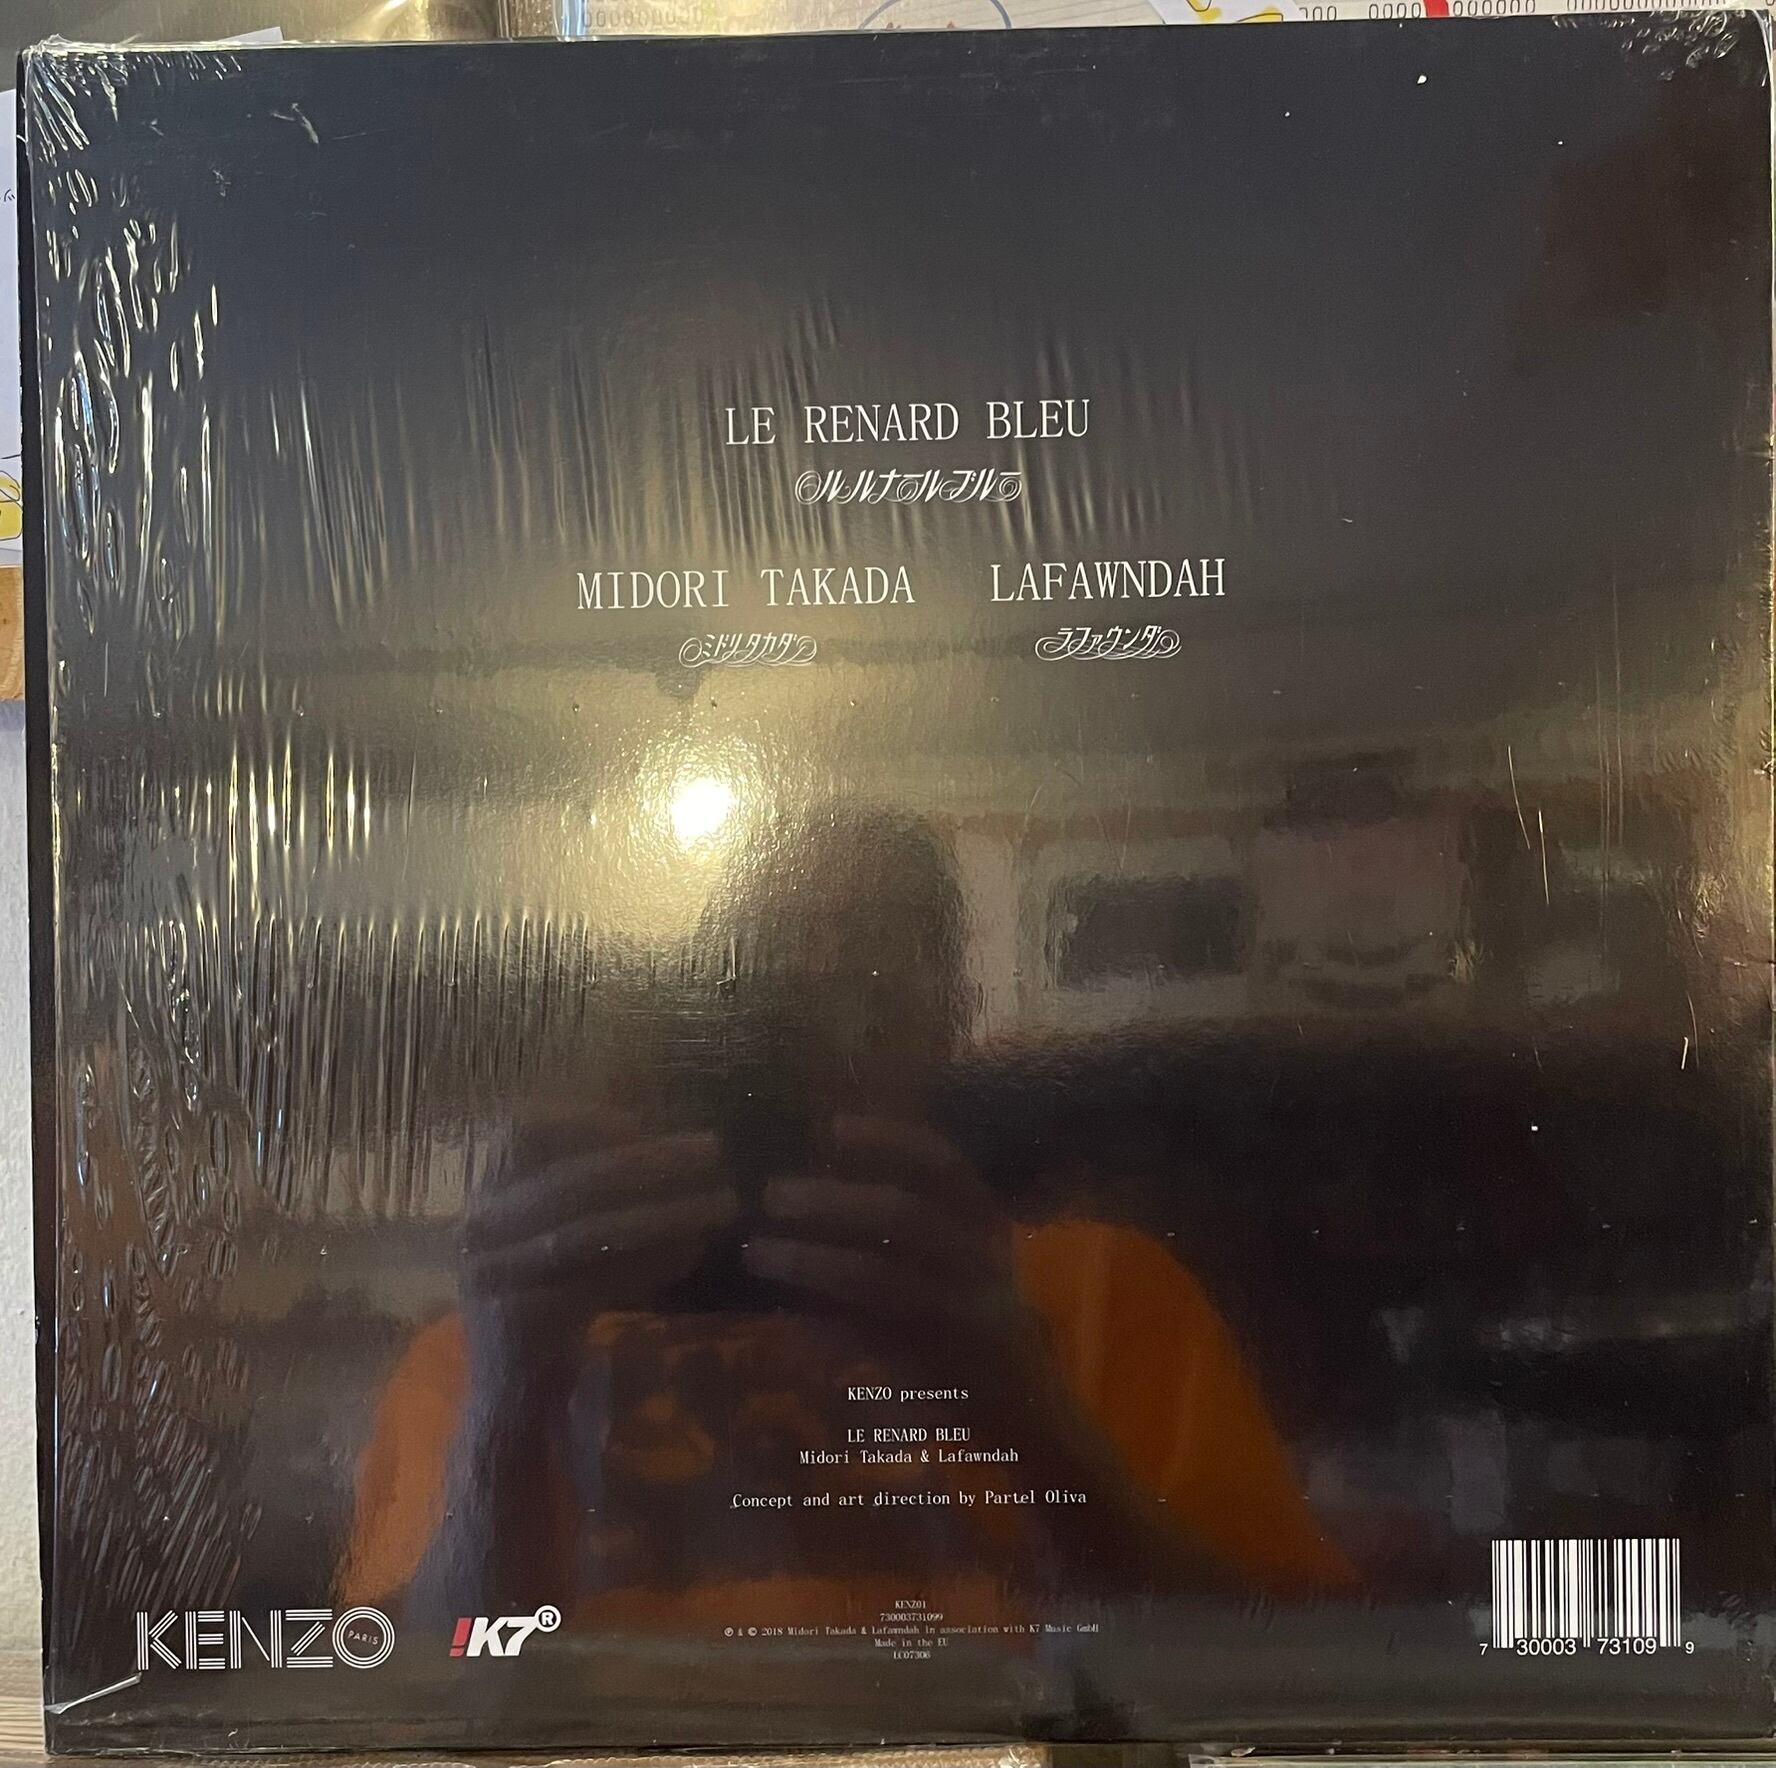 LE RENARD BLEU
ルルナールブルー
MIDORI TAKADA LAFAWNDAH
ミドリタカダ ラファウンダ
KENZO presents
LE RENARD BLEU
Midori Takada & Lafawndah
Concept and art direction by Partel Oliva
KENZO PARIS
!K7®
KENZ01
730003731099
℗ & © 2018 Midori Takada & Lafawndah in association with K7 Music GmbH
Made in the EU
LC07306
7 30003 73109 9